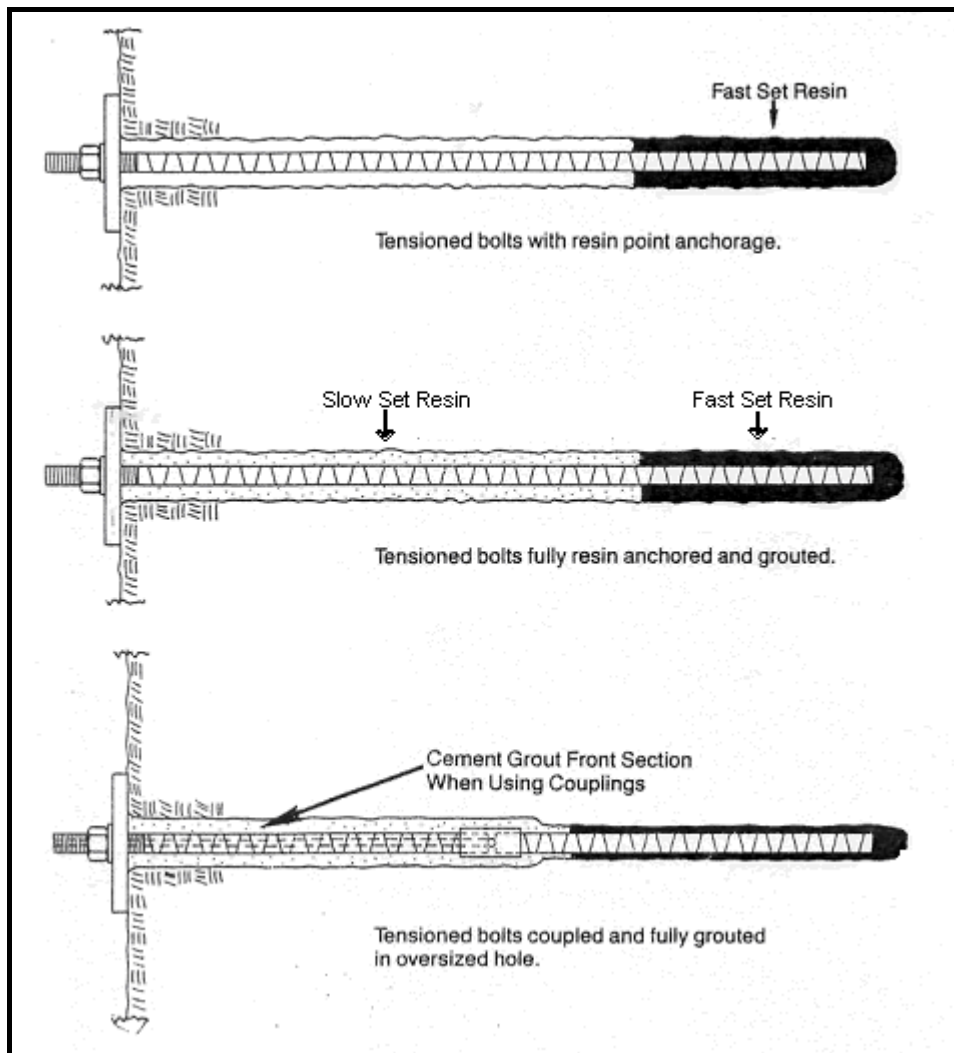 Fast Set Resin
Tensioned bolts with resin point anchorage.
Slow Set Resin
Fast Set Resin
Tensioned bolts fully resin anchored and grouted.
Cement Grout Front Section
When Using Couplings
Tensioned bolts coupled and fully grouted
in oversized hole.